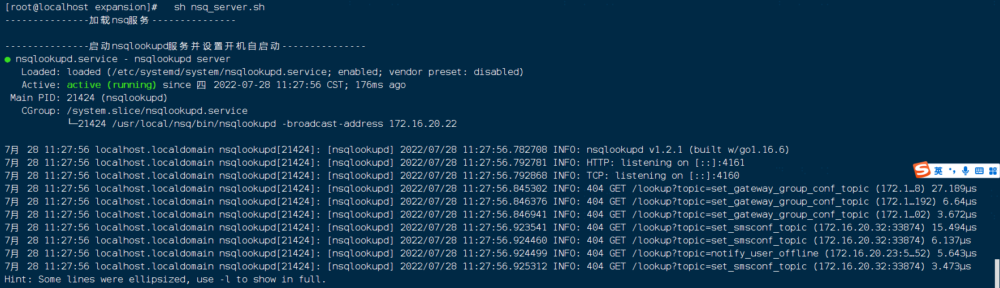 [root@localhost expansion]#   sh nsq_server.sh
---------------加载nsq服务---------------
---------------启动nsqlookupd服务并设置开机自启动---------------
● nsqlookupd.service - nsqlookupd server
   Loaded: loaded (/etc/systemd/system/nsqlookupd.service; enabled; vendor preset: disabled)
   Active: active (running) since 四 2022-07-28 11:27:56 CST; 176ms ago
 Main PID: 21424 (nsqlookupd)
   CGroup: /system.slice/nsqlookupd.service
           └─21424 /usr/local/nsq/bin/nsqlookupd -broadcast-address 172.16.20.22
7月  28 11:27:56 localhost.localdomain nsqlookupd[21424]: [nsqlookupd] 2022/07/28 11:27:56.782708 INFO: nsqlookupd v1.2.1 (built w/go1.16.6)
7月  28 11:27:56 localhost.localdomain nsqlookupd[21424]: [nsqlookupd] 2022/07/28 11:27:56.792781 INFO: HTTP: listening on [::]:4161
7月  28 11:27:56 localhost.localdomain nsqlookupd[21424]: [nsqlookupd] 2022/07/28 11:27:56.792868 INFO: TCP: listening on [::]:4160
7月  28 11:27:56 localhost.localdomain nsqlookupd[21424]: [nsqlookupd] 2022/07/28 11:27:56.845302 INFO: 404 GET /lookup?topic=set_gateway_group_conf_topic (172.1…8) 27.189µs
7月  28 11:27:56 localhost.localdomain nsqlookupd[21424]: [nsqlookupd] 2022/07/28 11:27:56.846376 INFO: 404 GET /lookup?topic=set_gateway_group_conf_topic (172.1…192) 6.64µs
7月  28 11:27:56 localhost.localdomain nsqlookupd[21424]: [nsqlookupd] 2022/07/28 11:27:56.846941 INFO: 404 GET /lookup?topic=set_gateway_group_conf_topic (172.1…02) 3.672µs
7月  28 11:27:56 localhost.localdomain nsqlookupd[21424]: [nsqlookupd] 2022/07/28 11:27:56.923541 INFO: 404 GET /lookup?topic=set_smsconf_topic (172.16.20.32:33874) 15.494µs
7月  28 11:27:56 localhost.localdomain nsqlookupd[21424]: [nsqlookupd] 2022/07/28 11:27:56.924460 INFO: 404 GET /lookup?topic=set_smsconf_topic (172.16.20.32:33874) 6.137µs
7月  28 11:27:56 localhost.localdomain nsqlookupd[21424]: [nsqlookupd] 2022/07/28 11:27:56.924499 INFO: 404 GET /lookup?topic=notify_user_offline (172.16.20.23:5…52) 5.643µs
7月  28 11:27:56 localhost.localdomain nsqlookupd[21424]: [nsqlookupd] 2022/07/28 11:27:56.925312 INFO: 404 GET /lookup?topic=set_smsconf_topic (172.16.20.32:33874) 3.473µs
Hint: Some lines were ellipsized, use -l to show in full.
S 英